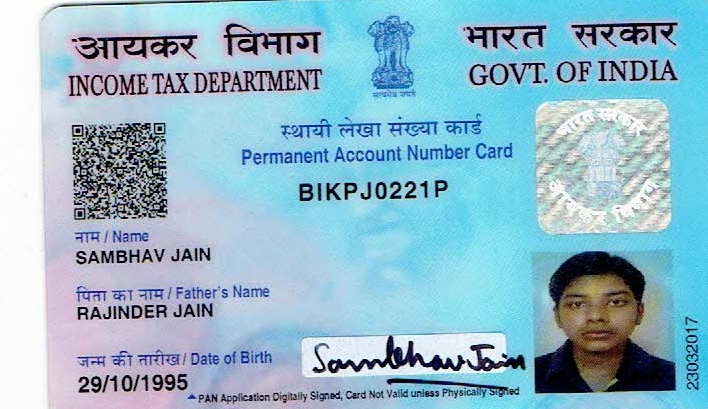 आयकर विभाग
INCOME TAX DEPARTMENT
सत्यमेव जयते
भारत सरकार
GOVT. OF INDIA
स्थायी लेखा संख्या कार्ड
Permanent Account Number Card
BIKPJ0221P
भारत सरकार
आयकर विभाग
नाम / Name
SAMBHAV JAIN
पिता का नाम / Father's Name
RAJINDER JAIN
जन्म की तारीख / Date of Birth
29/10/1995
Sambhav Jain
PAN Application Digitally Signed, Card Not Valid unless Physically Signed
23032017